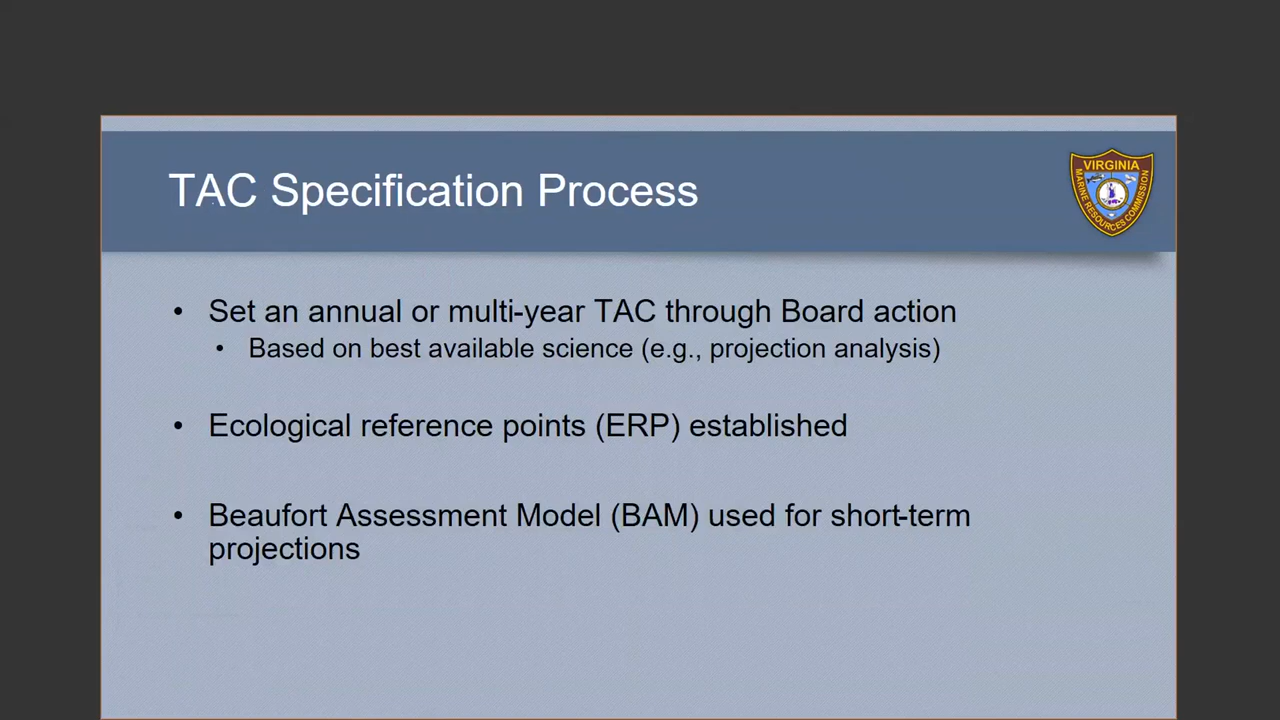 TAC Specification Process
VIRGINIA
MARINE RESOURCES COMMISSION
• Set an annual or multi-year TAC through Board action
• Based on best available science (e.g., projection analysis)
• Ecological reference points (ERP) established
• Beaufort Assessment Model (BAM) used for short-term
projections